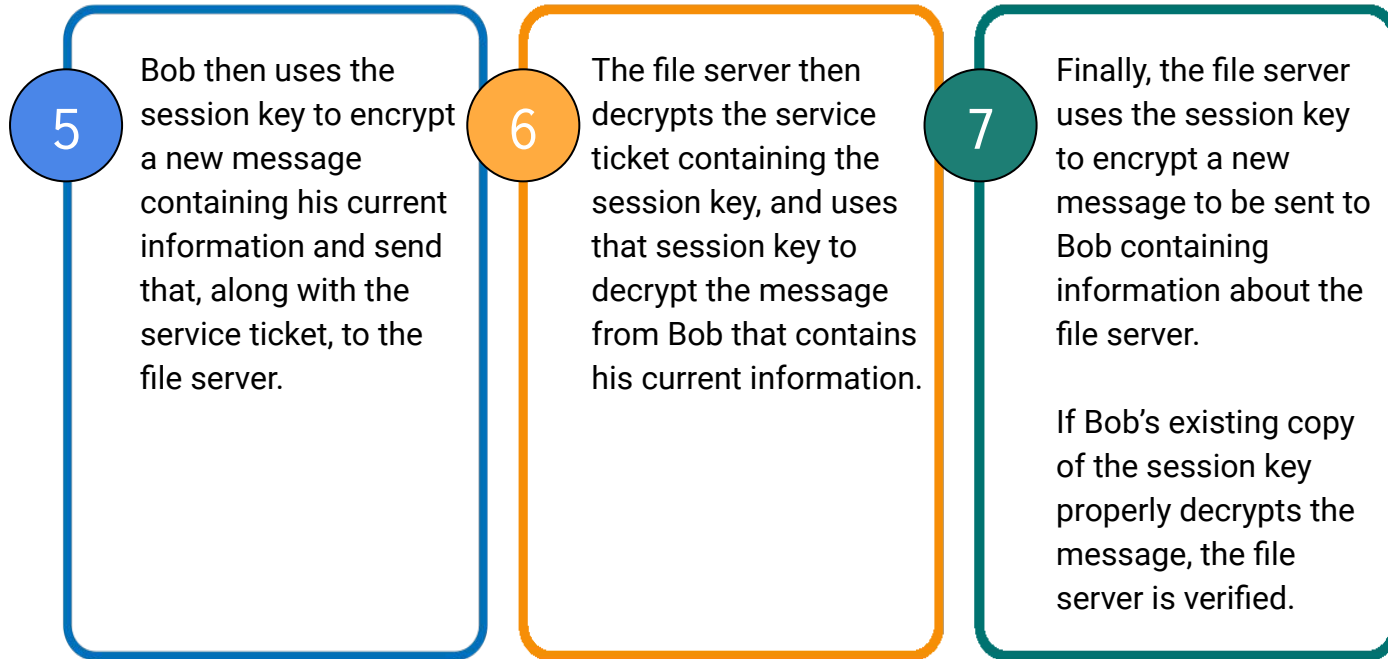 5
Bob then uses the
session key to encrypt
a new message
containing his current
information and send
that, along with the
service ticket, to the
file server.
6
The file server then
decrypts the service
ticket containing the
session key, and uses
that session key to
decrypt the message
from Bob that contains
his current information.
7
Finally, the file server
uses the session key
to encrypt a new
message to be sent to
Bob containing
information about the
file server.
If Bob’s existing copy
of the session key
properly decrypts the
message, the file
server is verified.